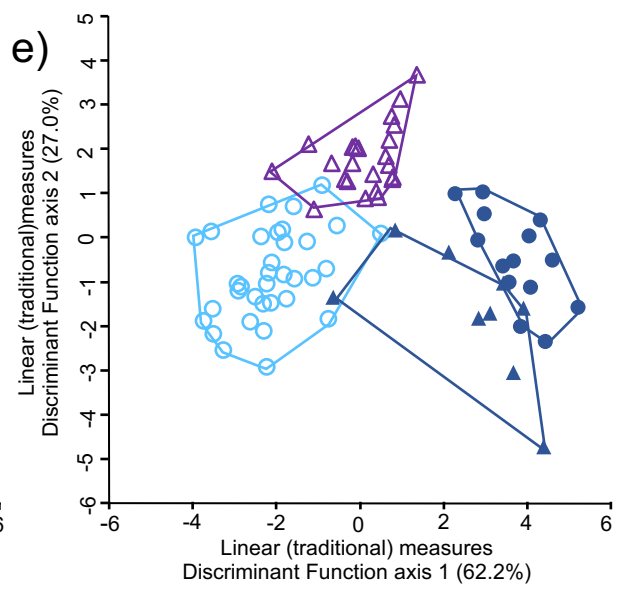 e)
Linear (traditional)measures
Discriminant Function axis 2 (27.0%)
5
4
3
2
1
0
-1
-2
-3
-4
-5
-6
-6 -4 -2 0 2 4 6
Linear (traditional) measures
Discriminant Function axis 1 (62.2%)